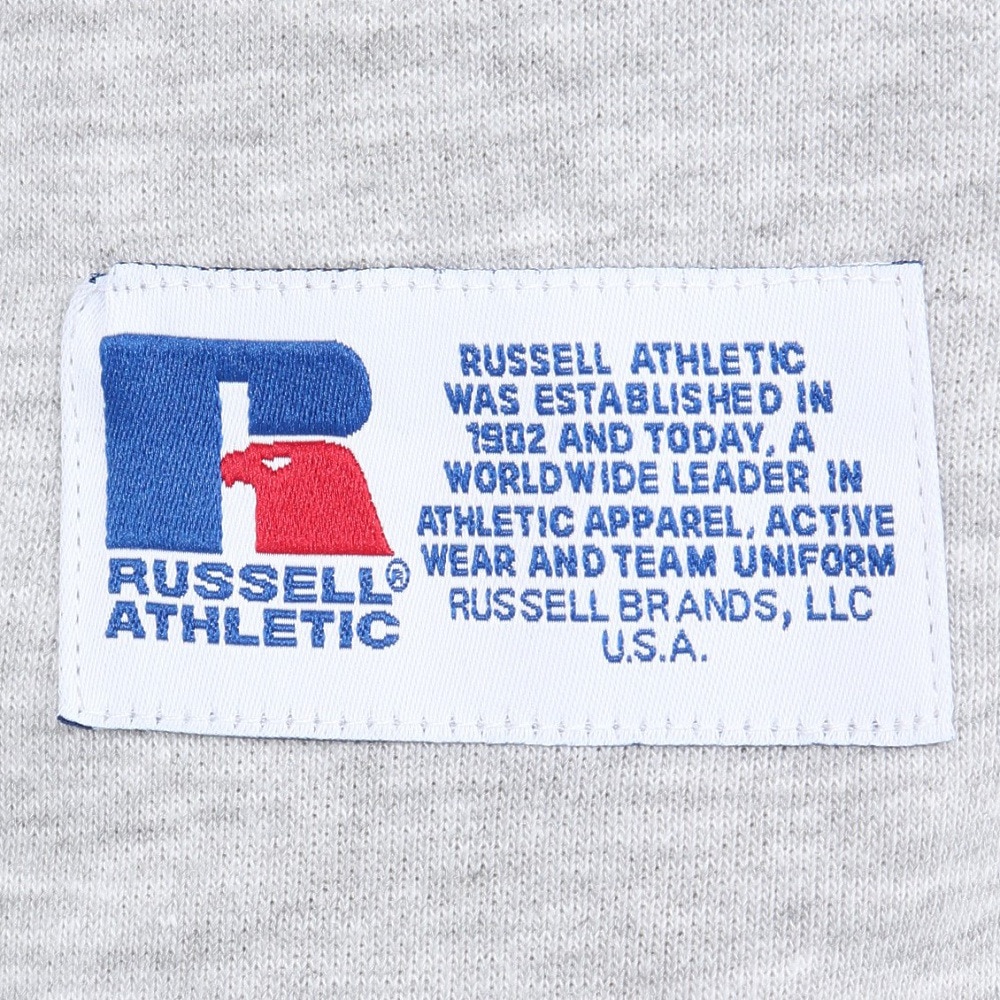 RUSSELL®
ATHLETIC
RUSSELL ATHLETIC
WAS ESTABLISHED IN
1902 AND TODAY, A
WORLDWIDE LEADER IN
ATHLETIC APPAREL, ACTIVE
WEAR AND TEAM UNIFORM
RUSSELL BRANDS, LLC
U.S.A.